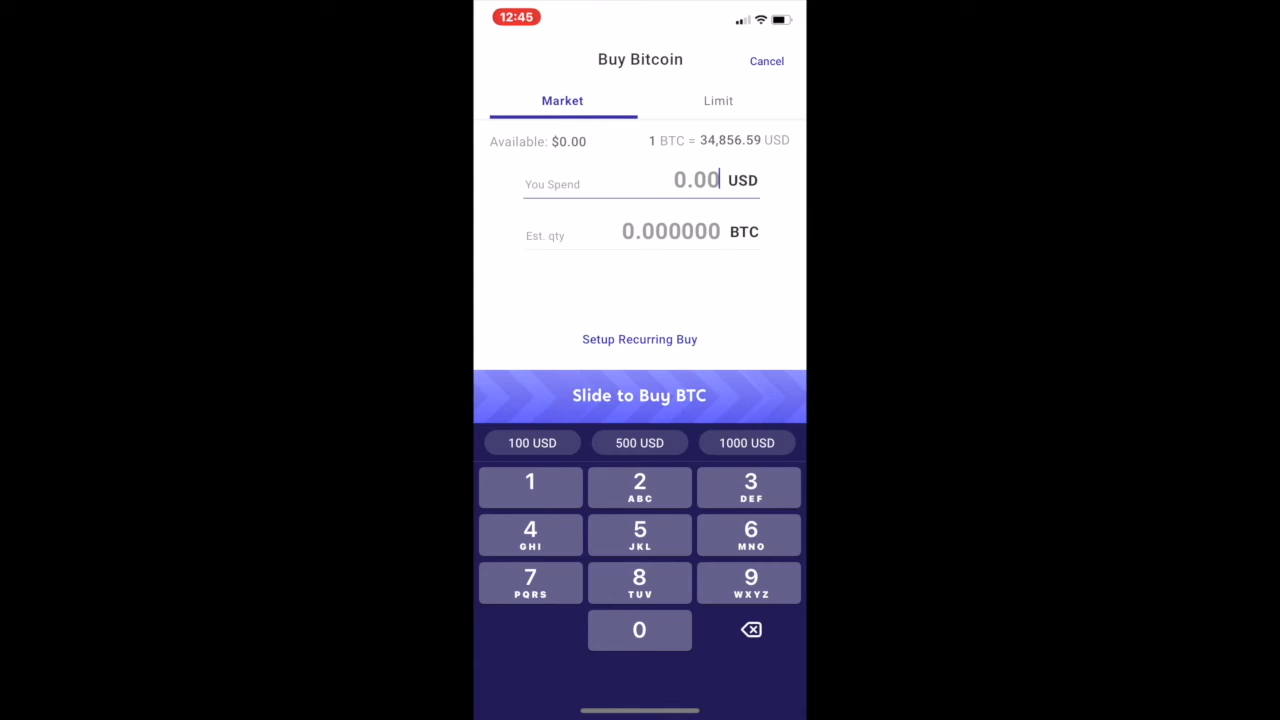 12:45
Buy Bitcoin Cancel
Market Limit
Available: $0.00 1 BTC = 34,856.59 USD
You Spend 0.00 USD
Est. qty 0.000000 BTC
Setup Recurring Buy
Slide to Buy BTC
100 USD 500 USD 1000 USD
1 2 3
ABC DEF
4 5 6
GHI JKL MNO
7 8 9
PQRS TUV WXYZ
0